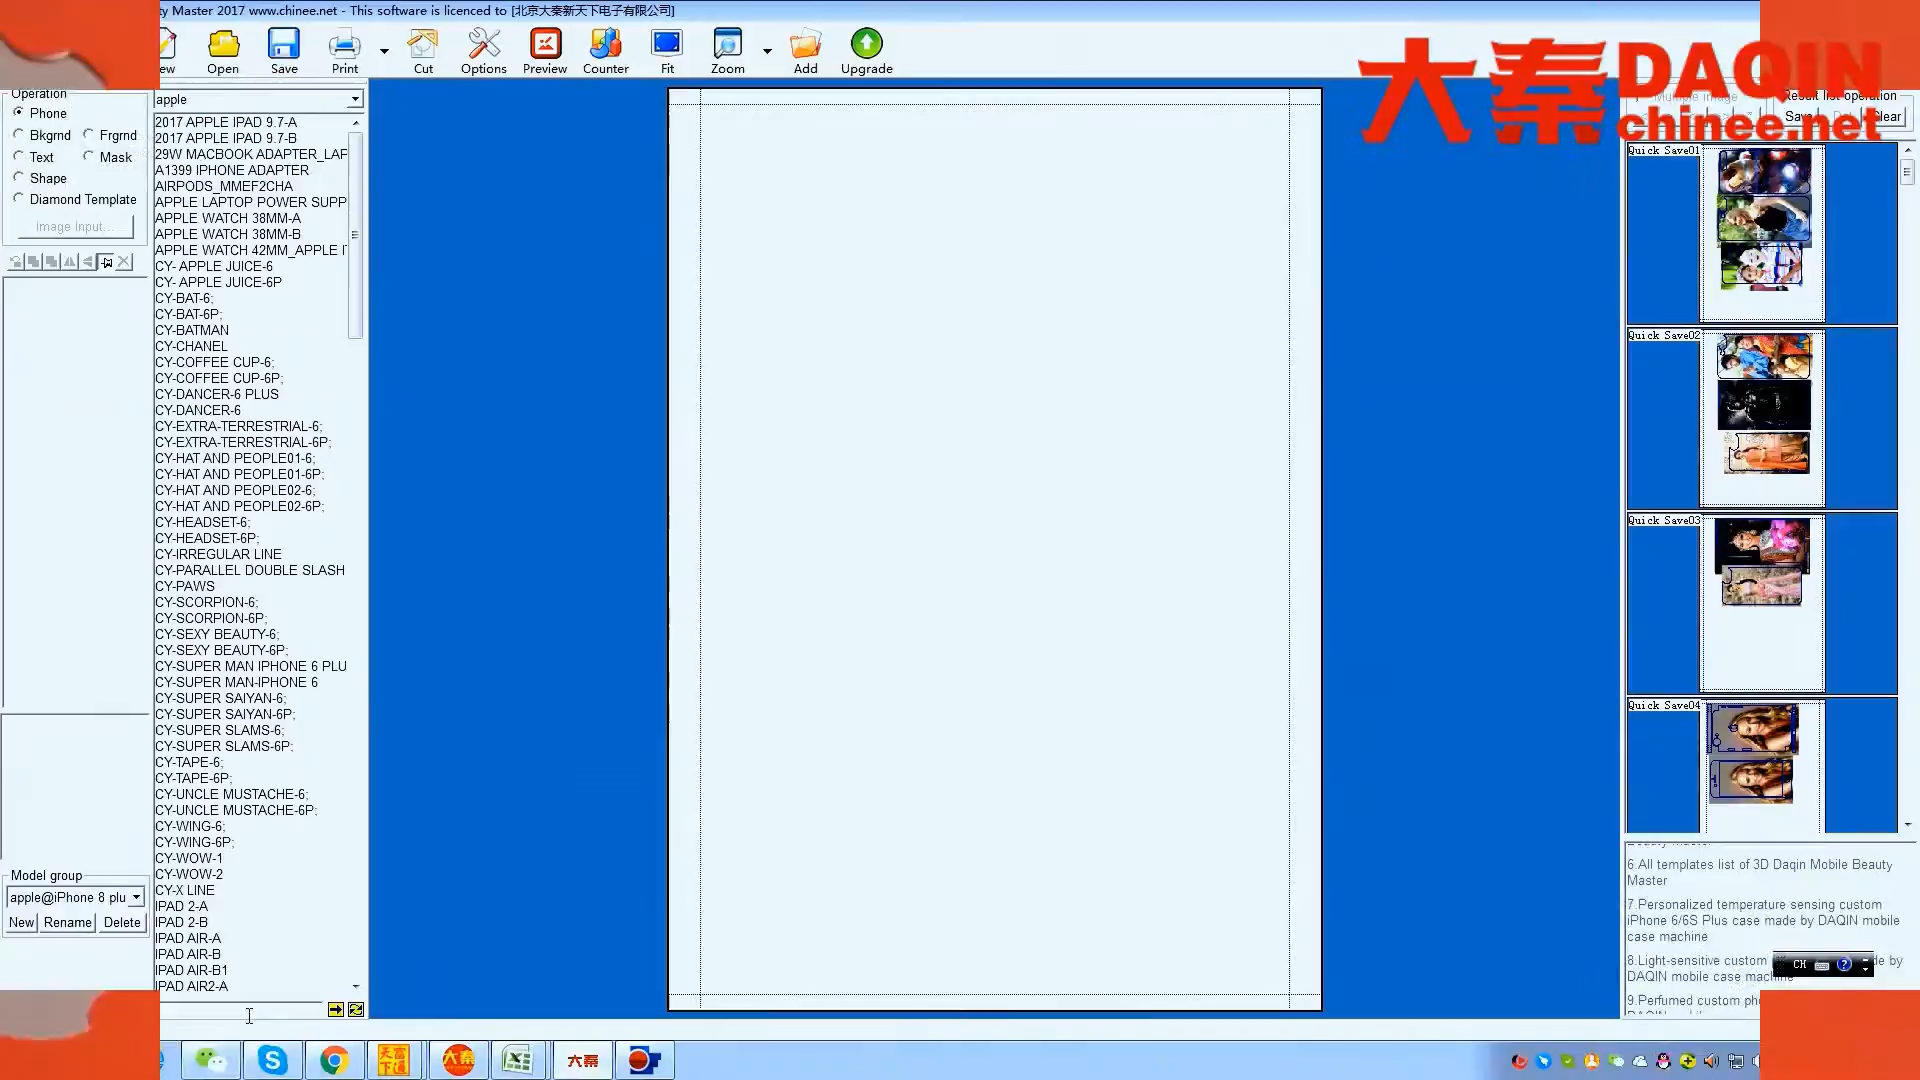 ty Master 2017 www.chinee.net - This software is licenced to [北京大秦新天下电子有限公司]
ew
Open
Save
Print
Cut
Options
Preview
Counter
Fit
Zoom
Add
Upgrade
大秦 DAQIN
chinee.net
Operation
Phone
Bkgrnd
Frgrnd
Text
Mask
Shape
Diamond Template
Image Input...
apple
2017 APPLE IPAD 9.7-A
2017 APPLE IPAD 9.7-B
29W MACBOOK ADAPTER_LAP
A1399 IPHONE ADAPTER
AIRPODS_MMEF2CHA
APPLE LAPTOP POWER SUPP
APPLE WATCH 38MM-A
APPLE WATCH 38MM-B
APPLE WATCH 42MM_APPLE I
CY- APPLE JUICE-6
CY- APPLE JUICE-6P
CY-BAT-6;
CY-BAT-6P;
CY-BATMAN
CY-CHANEL
CY-COFFEE CUP-6;
CY-COFFEE CUP-6P;
CY-DANCER-6 PLUS
CY-DANCER-6
CY-EXTRA-TERRESTRIAL-6;
CY-EXTRA-TERRESTRIAL-6P;
CY-HAT AND PEOPLE01-6;
CY-HAT AND PEOPLE01-6P;
CY-HAT AND PEOPLE02-6;
CY-HAT AND PEOPLE02-6P;
CY-HEADSET-6;
CY-HEADSET-6P;
CY-IRREGULAR LINE
CY-PARALLEL DOUBLE SLASH
CY-PAWS
CY-SCORPION-6;
CY-SCORPION-6P;
CY-SEXY BEAUTY-6;
CY-SEXY BEAUTY-6P;
CY-SUPER MAN IPHONE 6 PLU
CY-SUPER MAN-IPHONE 6
CY-SUPER SAIYAN-6;
CY-SUPER SAIYAN-6P;
CY-SUPER SLAMS-6;
CY-SUPER SLAMS-6P;
CY-TAPE-6;
CY-TAPE-6P;
CY-UNCLE MUSTACHE-6;
CY-UNCLE MUSTACHE-6P;
CY-WING-6;
CY-WING-6P;
CY-WOW-1
CY-WOW-2
CY-X LINE
IPAD 2-A
IPAD 2-B
IPAD AIR-A
IPAD AIR-B
IPAD AIR-B1
IPAD AIR2-A
Model group
apple@iPhone 8 plu
New
Rename
Delete
Multiple image
Result list operation
Save
Clear
Quick Save01
Quick Save02
Quick Save03
Quick Save04
6.All templates list of 3D Daqin Mobile Beauty
Master
7.Personalized temperature sensing custom
iPhone 6/6S Plus case made by DAQIN mobile
case machine
8.Light-sensitive custom
de by
DAQIN mobile case machine
9.Perfumed custom pho
CH
大秦